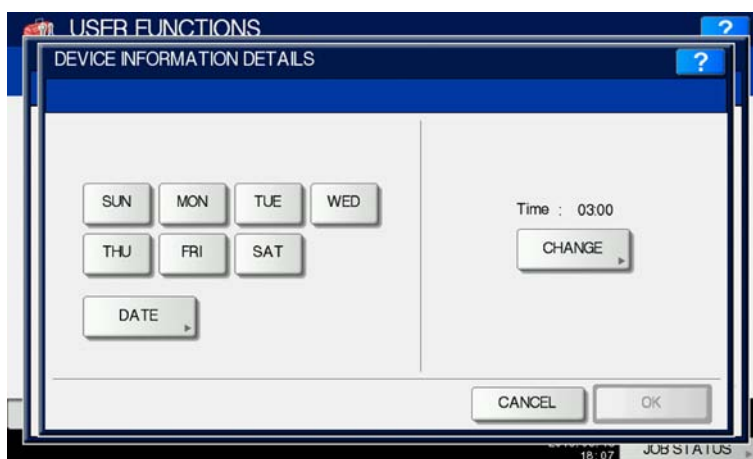 USER FUNCTIONS
?
DEVICE INFORMATION DETAILS
?
SUN MON TUE WED
THU FRI SAT
DATE
Time : 03:00
CHANGE
CANCEL OK
18:07 JOB STATUS